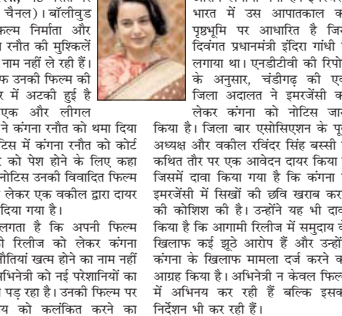 चैनल)। बॉलीवुड
फिल्म निर्माता और
रनौत की मुश्किलें
नाम नहीं ले रही हैं।
उनकी फिल्म की
में अटकी हुई है
एक और लीगल
ने कंगना रनौत को थमा दिया
टिस में कंगना रनौत को कोर्ट
को पेश होने के लिए कहा
नोटिस उनकी विवादित फिल्म
लेकर एक वकील द्वारा दायर
दिया गया है।
लगता है कि अपनी फिल्म
रिलीज को लेकर कंगना
नौतियां खत्म होने का नाम नहीं
अभिनेत्री को नई परेशानियों का
पड़ रहा है। उनकी फिल्म पर
को कलंकित करने का
भारत में उस आपातकाल की
पृष्ठभूमि पर आधारित है जिसे
दिवंगत प्रधानमंत्री इंदिरा गांधी
लगाया था। एनडीटीवी की रिपोर्ट
के अनुसार, चंडीगढ़ की एक
जिला अदालत ने इमरजेंसी को
लेकर कंगना को नोटिस जारी
किया है। जिला बार एसोसिएशन के पूर्व
अध्यक्ष और वकील रविंदर सिंह बस्सी
कथित तौर पर एक आवेदन दायर किया
जिसमें दावा किया गया है कि कंगना
इमरजेंसी में सिखों की छवि खराब करने
की कोशिश की है। उन्होंने यह भी दावा
किया है कि आगामी रिलीज में समुदाय के
खिलाफ कई झूठे आरोप हैं और उन्होंने
कंगना के खिलाफ मामला दर्ज करने का
आग्रह किया है। अभिनेत्री न केवल फिल्म
में अभिनय कर रही हैं बल्कि इसका
निर्देशन भी कर रही हैं।